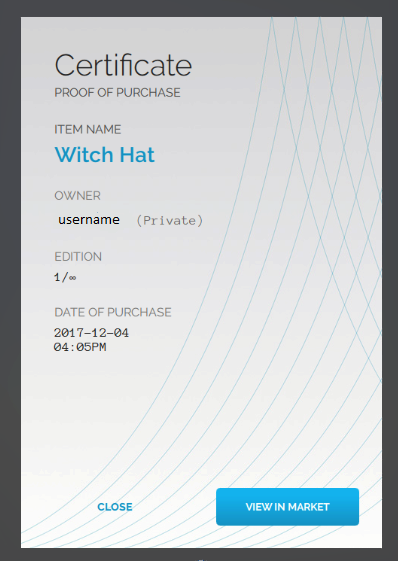 Certificate
PROOF OF PURCHASE
ITEM NAME
Witch Hat
OWNER
username (Private)
EDITION
1/∞
DATE OF PURCHASE
2017-12-04
04:05PM
CLOSE VIEW IN MARKET